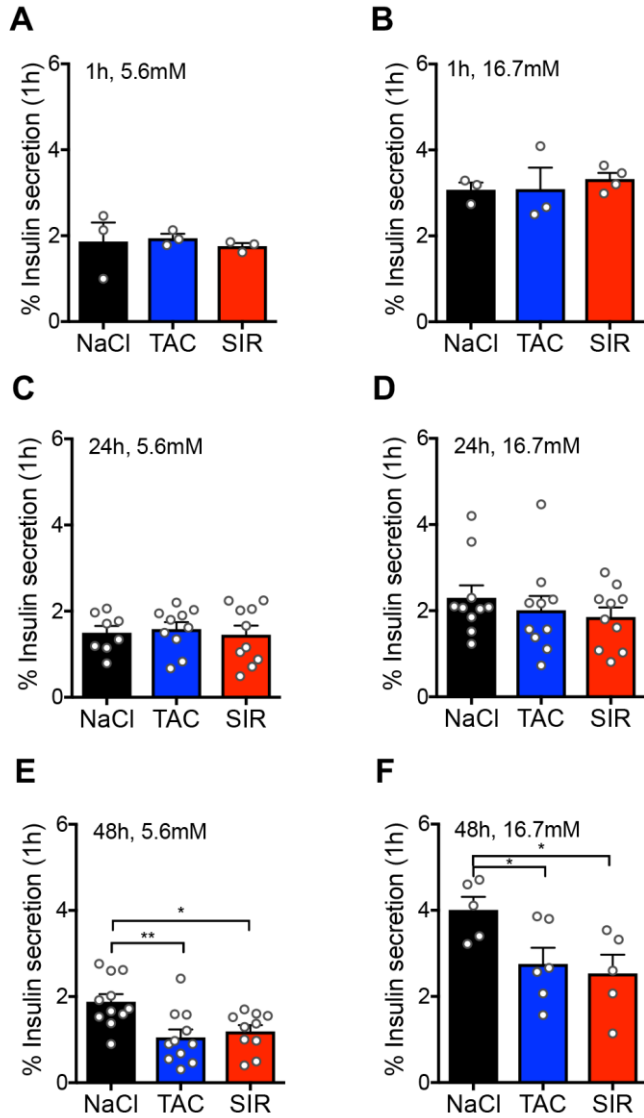 A
% Insulin secretion (1h)
1h, 5.6mM
6
4
2
0
NaCl TAC SIR
B
% Insulin secretion (1h)
1h, 16.7mM
6
4
2
0
NaCl TAC SIR
C
% Insulin secretion (1h)
24h, 5.6mM
6
4
2
0
NaCl TAC SIR
D
% Insulin secretion (1h)
24h, 16.7mM
6
4
2
0
NaCl TAC SIR
E
% Insulin secretion (1h)
48h, 5.6mM
6
4
2
0
*
**
NaCl TAC SIR
F
% Insulin secretion (1h)
48h, 16.7mM
6
4
2
0
*
*
NaCl TAC SIR